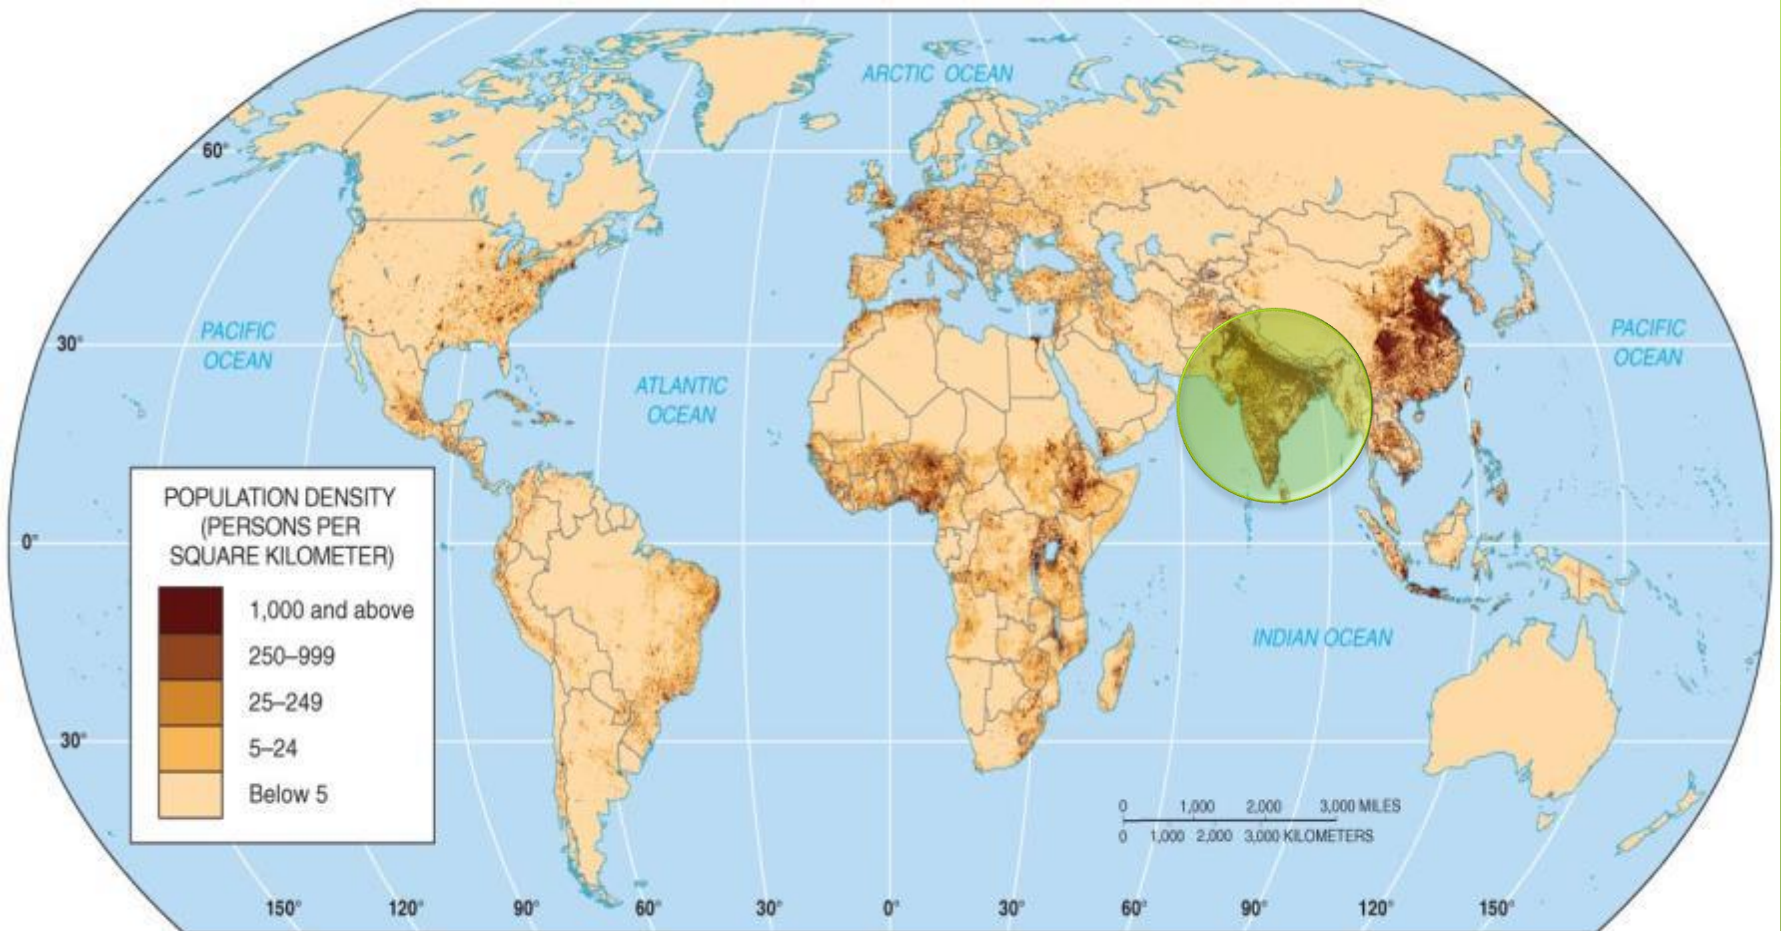 ARCTIC OCEAN
60°
30°
PACIFIC
OCEAN
ATLANTIC
OCEAN
PACIFIC
OCEAN
0°
INDIAN OCEAN
30°
POPULATION DENSITY
(PERSONS PER
SQUARE KILOMETER)
1,000 and above
250–999
25–249
5–24
Below 5
0 1,000 2,000 3,000 MILES
0 1,000 2,000 3,000 KILOMETERS
150° 120° 90° 60° 30° 0° 30° 60° 90° 120° 150°